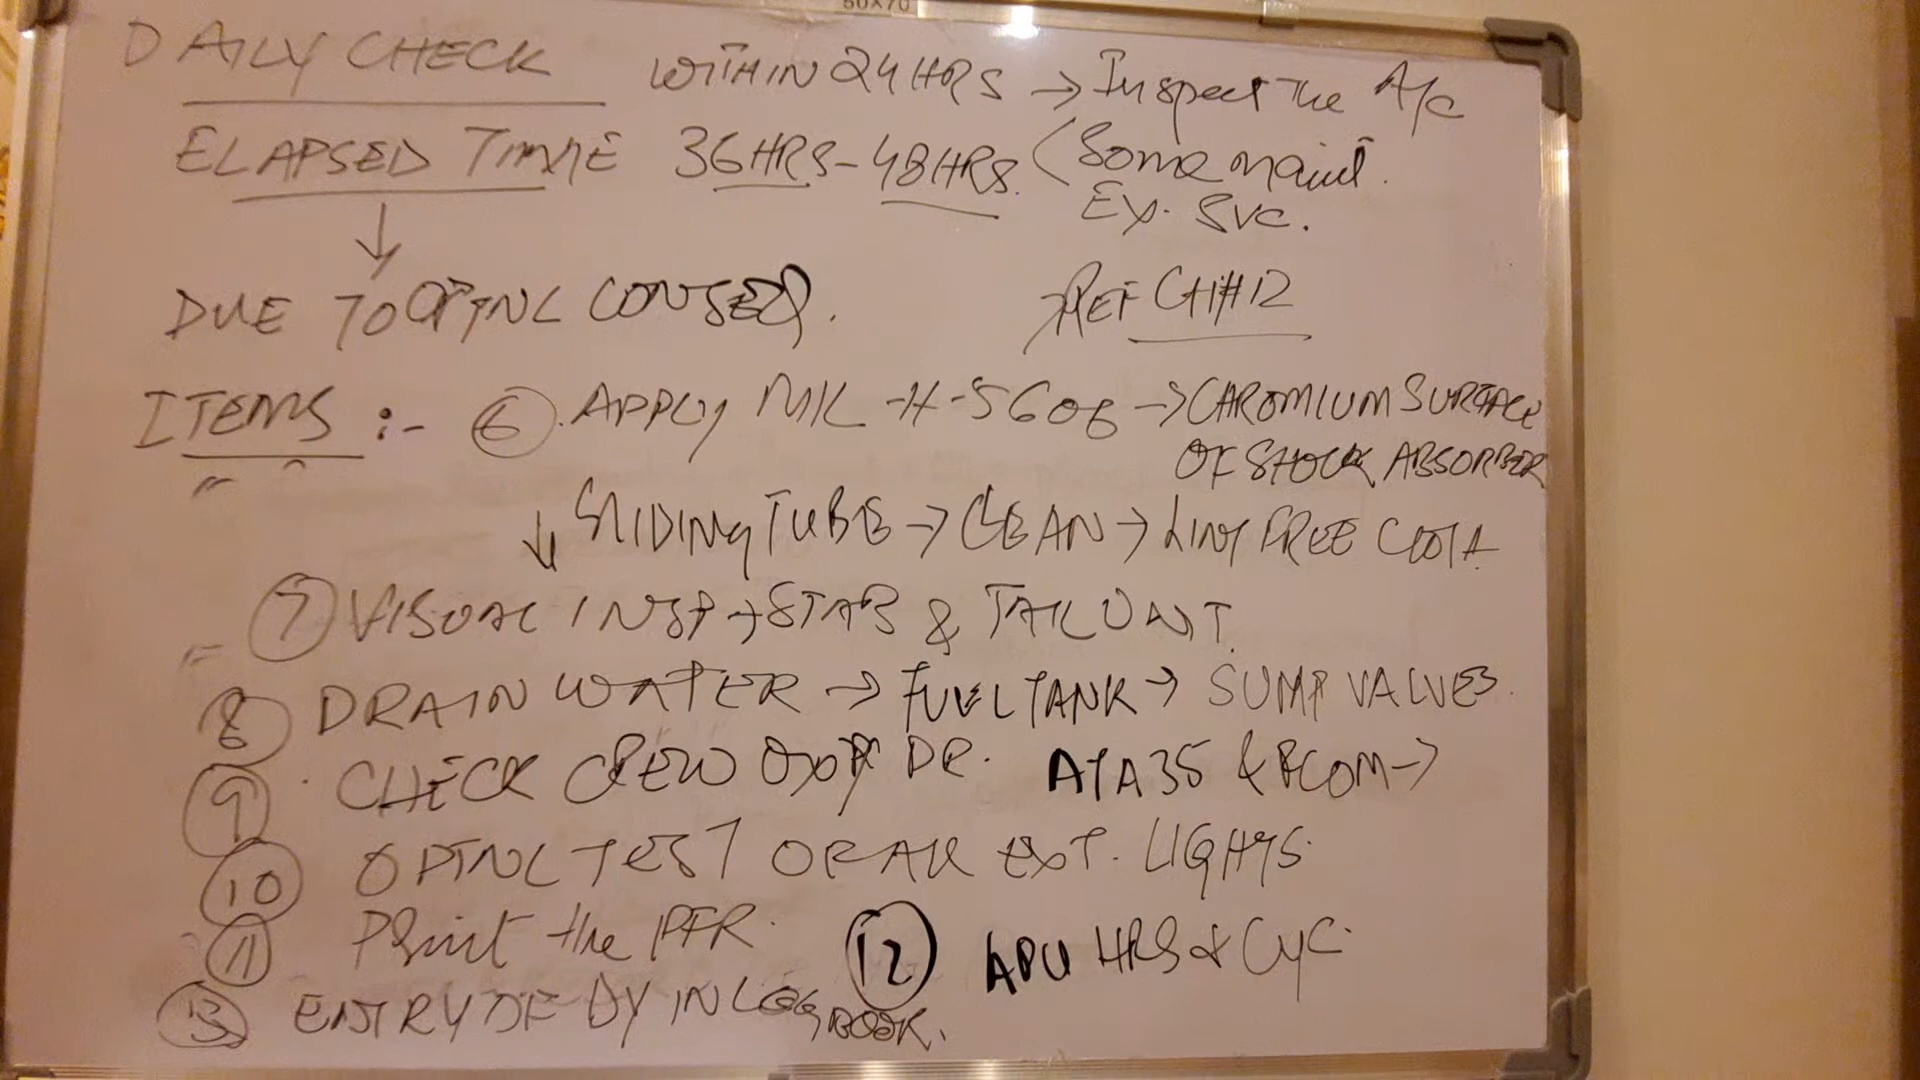 50X70
DAILY CHECK WITHIN 24 HRS → Inspect the A/c
ELAPSED TIME 36HRS-48HRS. (Some maint.
Ex. SVC.
↓
DUE TO OPTNL CONSEQ. REF CH#12
ITEMS :- ⑥. APPLY MIL-H-5606 → CHROMIUM SURFACE
OF SHOCK ABSORBER
↓ SLIDING TUBE → CLEAN → LINT FREE CLOTH
⑦ VISUAL INSP → STAB & TAIL UNIT
⑧ DRAIN WATER → FUEL TANK → SUMP VALVES.
⑨ CHECK CREW OXY PR. ATA35 & FCOM →
⑩ OPTNL TEST OF ALL EXT. LIGHTS.
⑪ Print the PFR. ⑫ APU HRS & CYC.
⑬ ENTRY OF DY IN LOG BOOK.